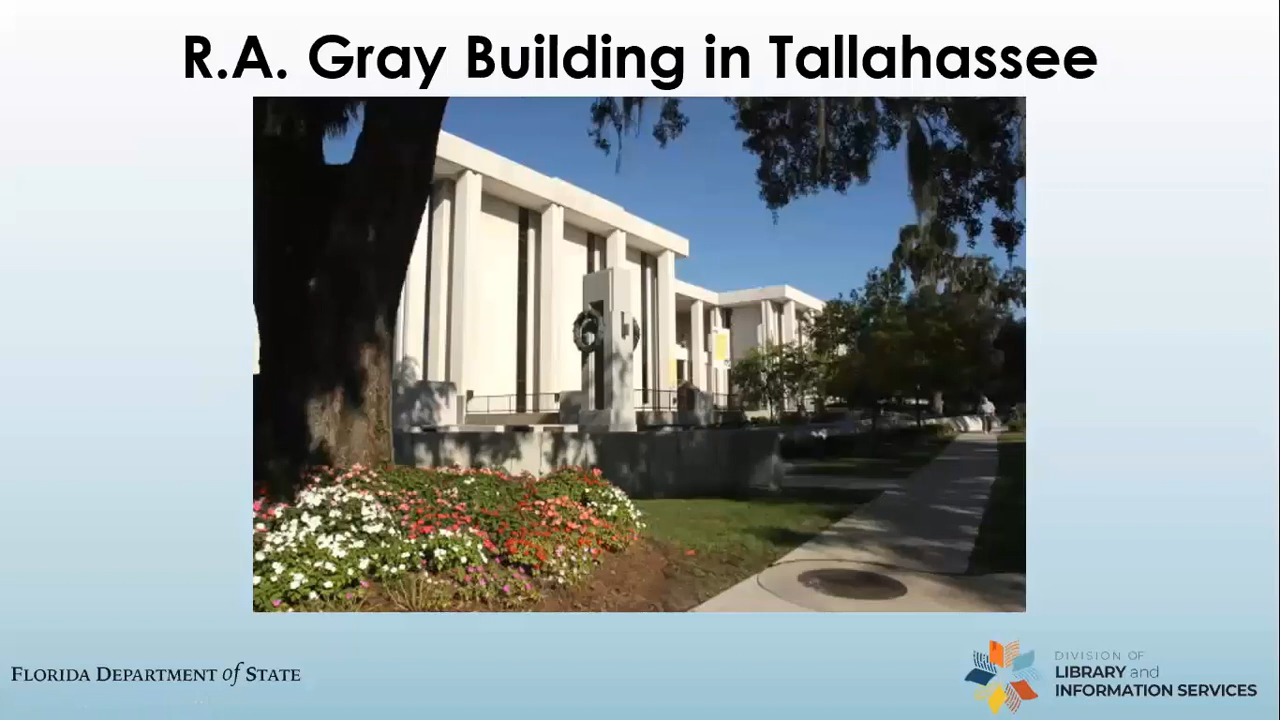 R.A. Gray Building in Tallahassee
FLORIDA DEPARTMENT of STATE
DIVISION OF
LIBRARY and
INFORMATION SERVICES